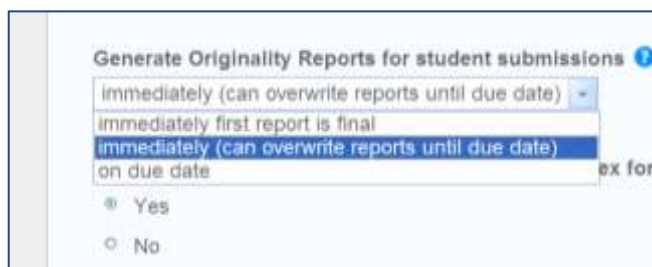 Generate Originality Reports for student submissions ?
immediately (can overwrite reports until due date)
immediately first report is final
immediately (can overwrite reports until due date)
on due date
ex for
Yes
No